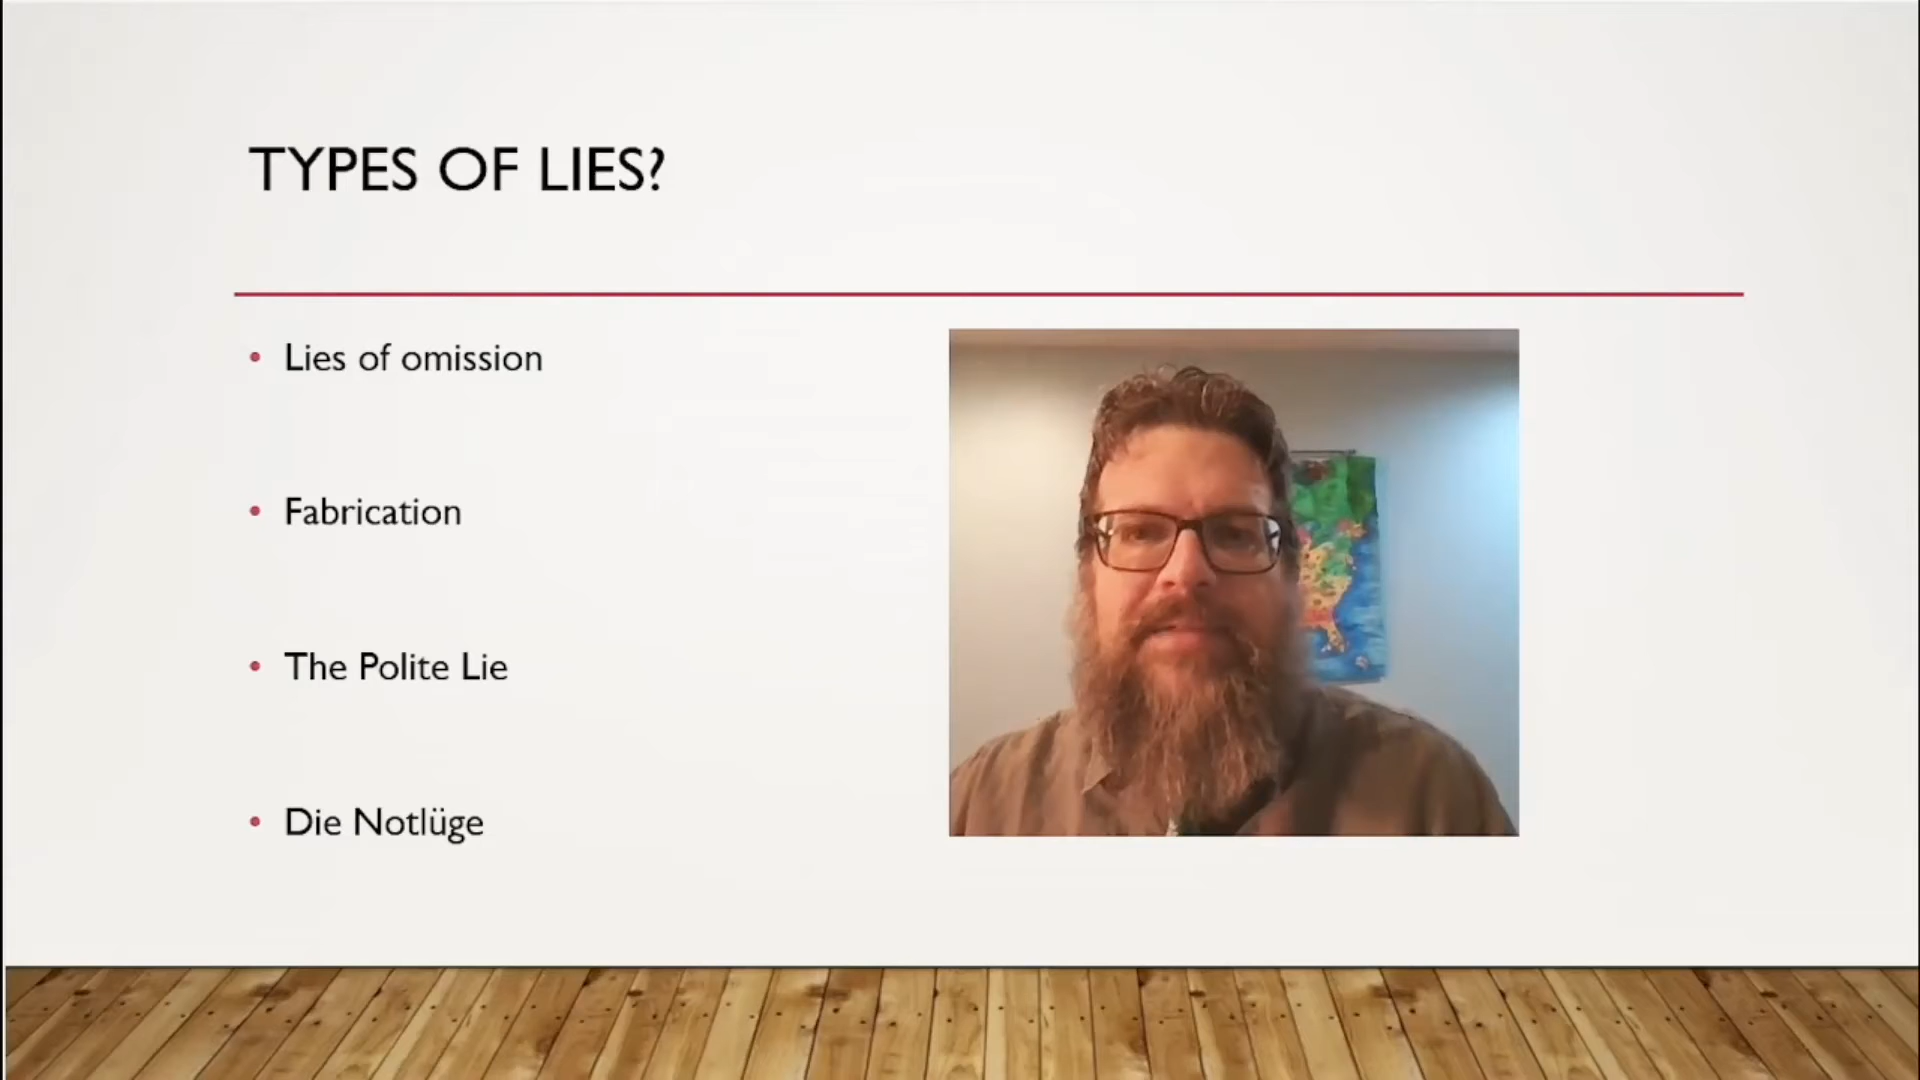 TYPES OF LIES?
• Lies of omission
• Fabrication
• The Polite Lie
• Die Notlüge